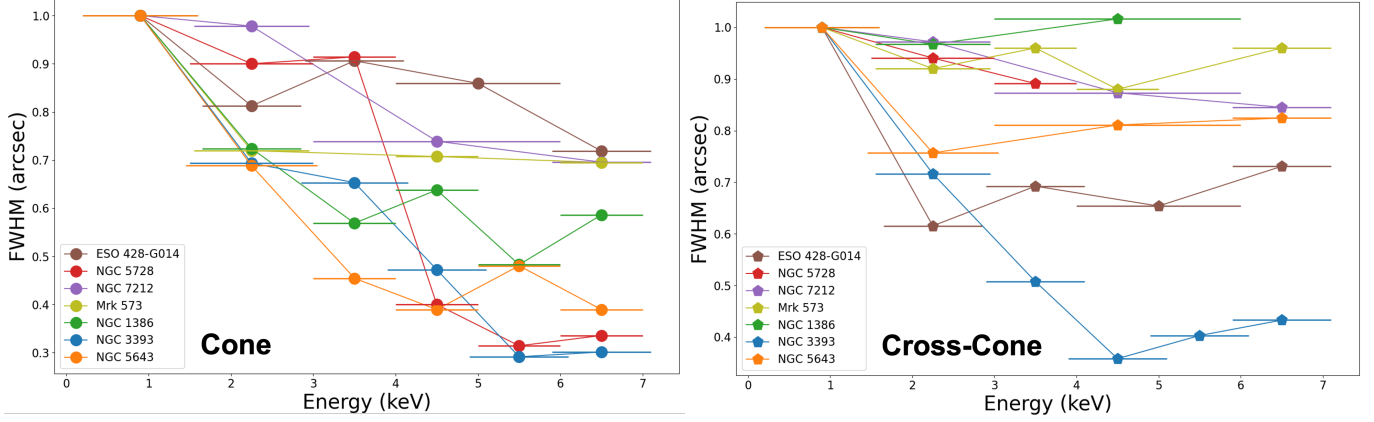 1.0
0.9
0.8
0.7
0.6
0.5
0.4
0.3
FWHM (arcsec)
ESO 428-G014
NGC 5728
NGC 7212
Mrk 573
NGC 1386
NGC 3393
NGC 5643
Cone
0 1 2 3 4 5 6 7
Energy (keV)
1.0
0.9
0.8
0.7
0.6
0.5
0.4
FWHM (arcsec)
ESO 428-G014
NGC 5728
NGC 7212
Mrk 573
NGC 1386
NGC 3393
NGC 5643
Cross-Cone
0 1 2 3 4 5 6 7
Energy (keV)